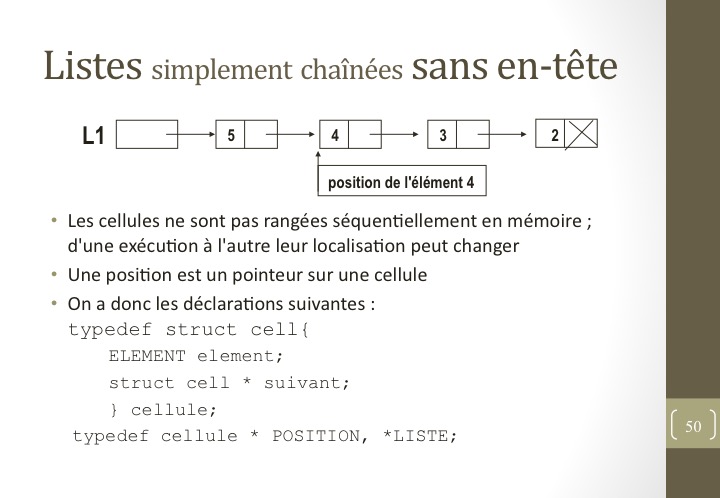 Listes simplement chaînées sans en-tête
L1 5 4 3 2
position de l'élément 4
• Les cellules ne sont pas rangées séquentiellement en mémoire ;
d'une exécution à l'autre leur localisation peut changer
• Une position est un pointeur sur une cellule
• On a donc les déclarations suivantes :
typedef struct cell{
ELEMENT element;
struct cell * suivant;
} cellule;
typedef cellule * POSITION, *LISTE;
50